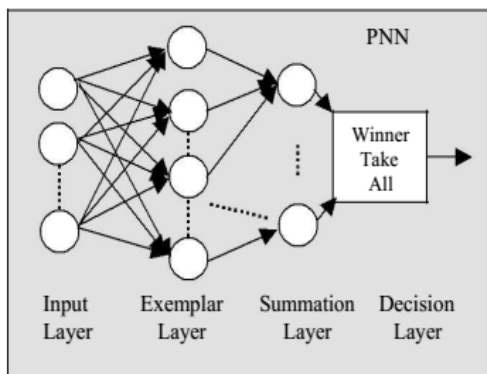 PNN
Winner
Take
All
Input Layer
Exemplar Layer
Summation Layer
Decision Layer